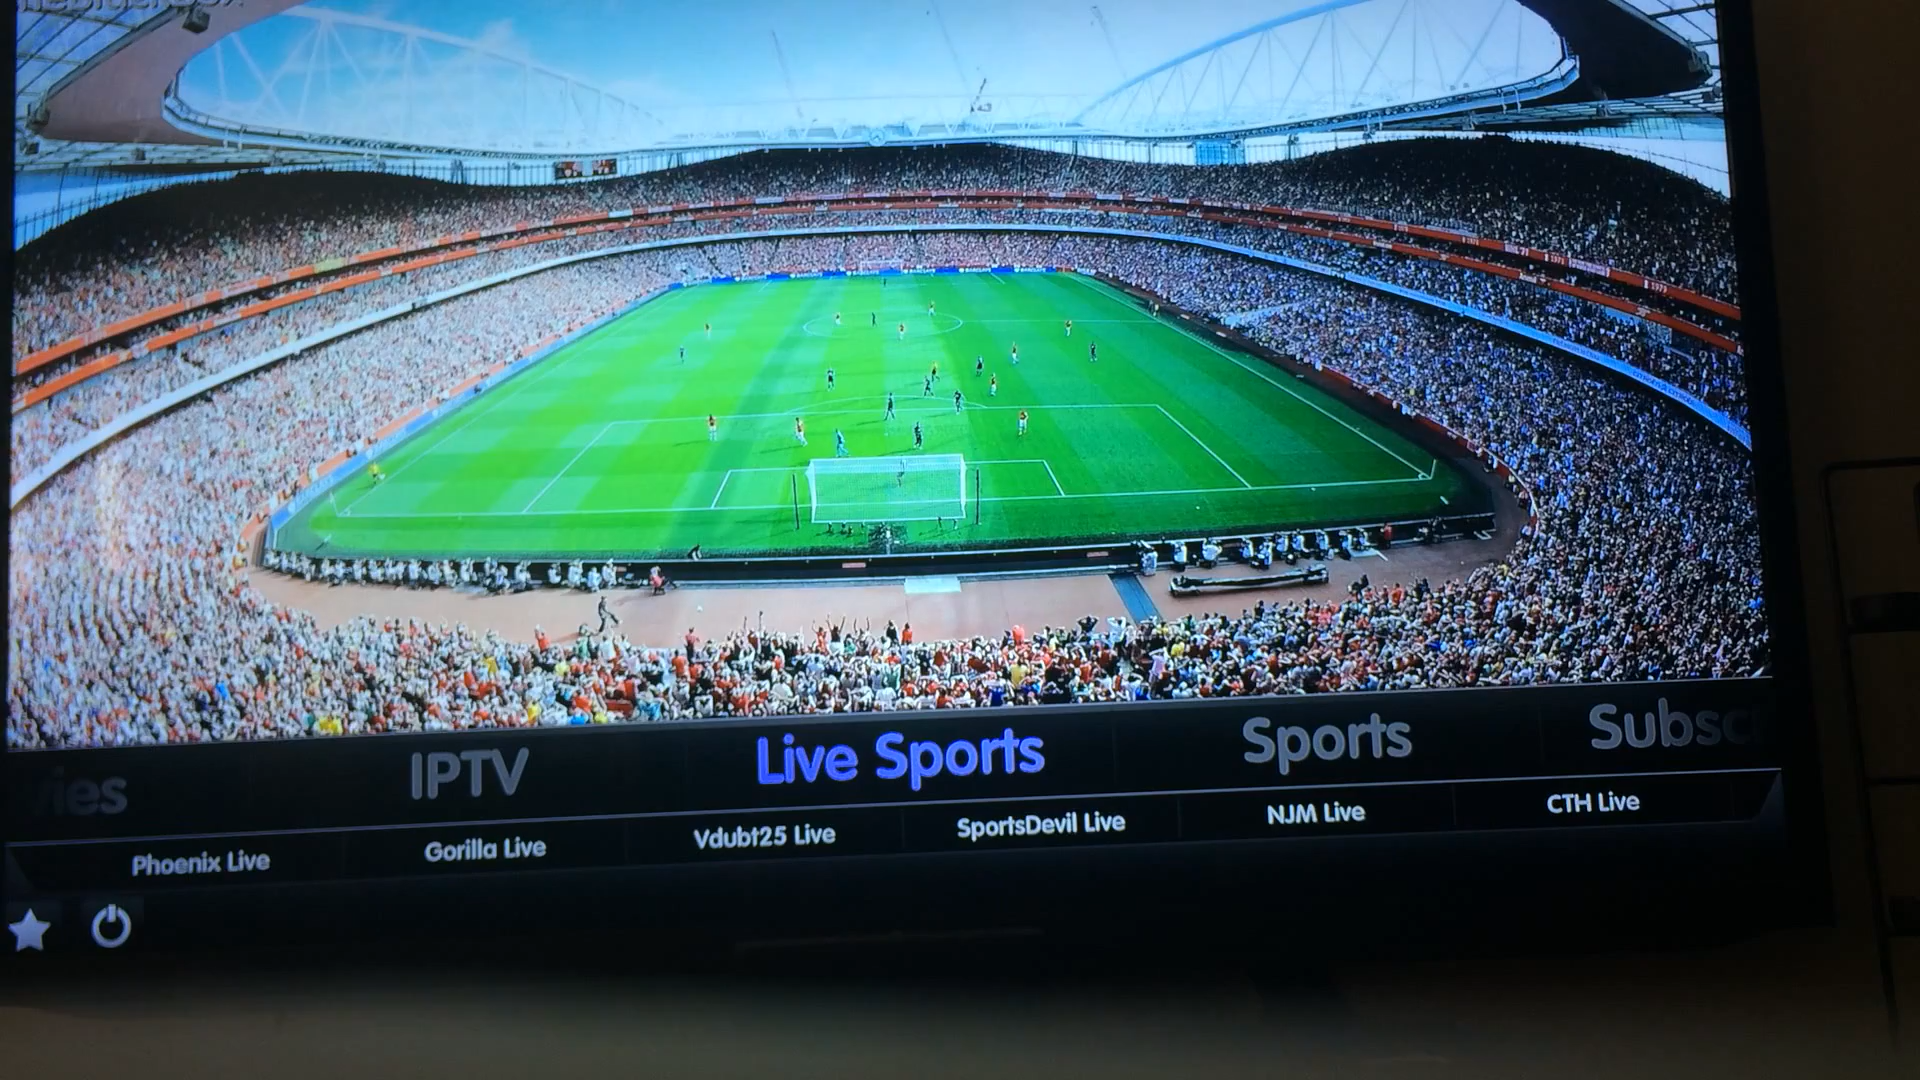 IPTV
Live Sports
Sports
Phoenix Live
Gorilla Live
Vdubt25 Live
SportsDevil Live
NJM Live
CTH Live